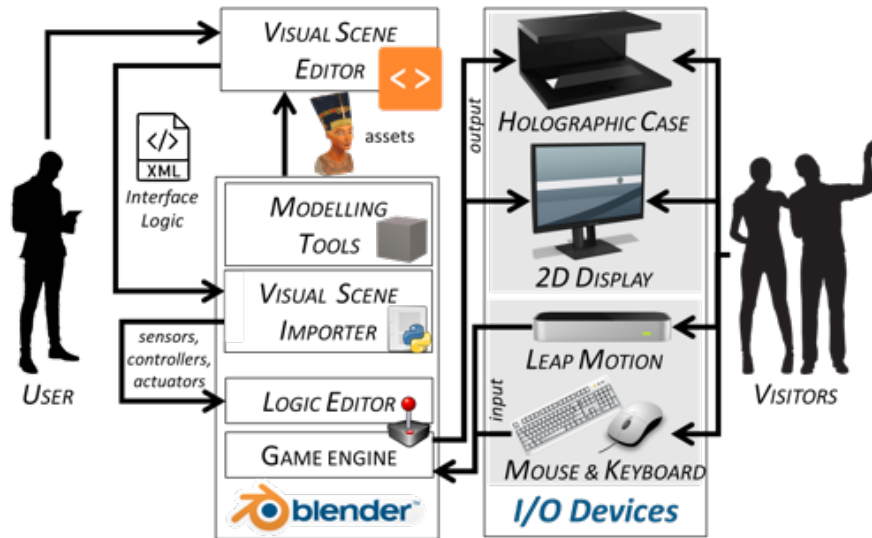 VISUAL SCENE
EDITOR
< >
assets
</>
XML
Interface
Logic
MODELLING
TOOLS
VISUAL SCENE
IMPORTER
sensors,
controllers,
actuators
LOGIC EDITOR
GAME ENGINE
blender™
USER
output
HOLOGRAPHIC CASE
2D DISPLAY
LEAP MOTION
input
MOUSE & KEYBOARD
I/O Devices
VISITORS